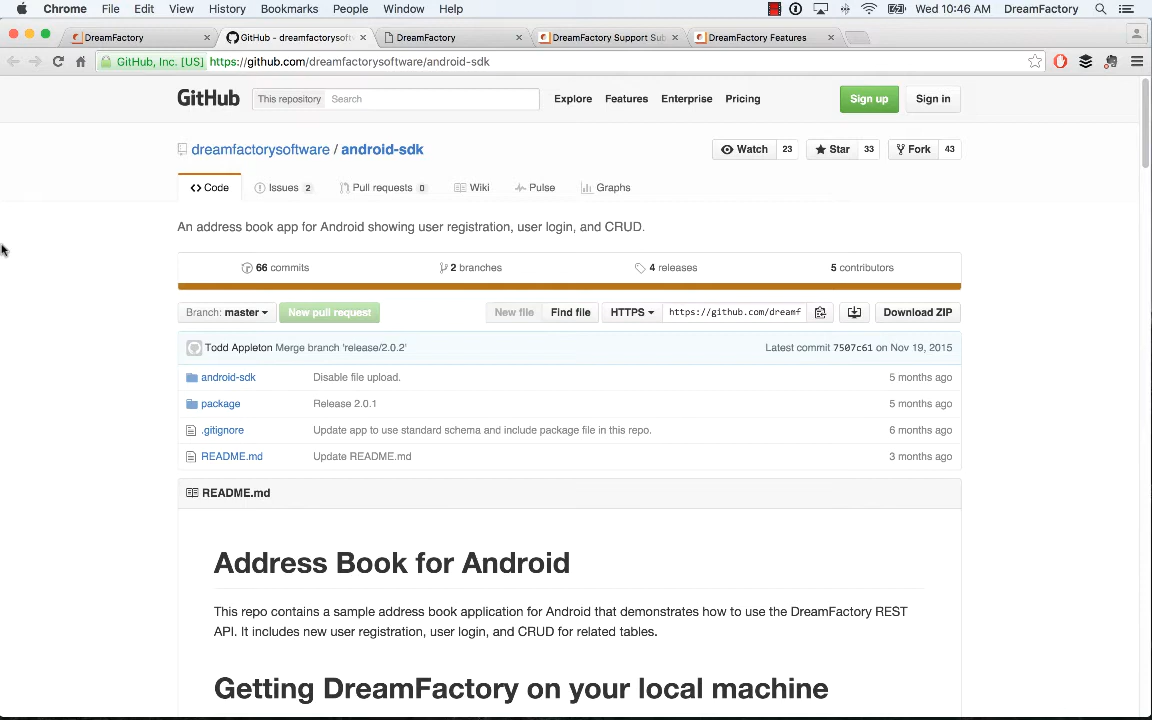 Chrome File Edit View History Bookmarks People Window Help Wed 10:46 AM DreamFactory
DreamFactory GitHub - dreamfactorysoft DreamFactory DreamFactory Support Sub DreamFactory Features
GitHub, Inc. [US] https://github.com/dreamfactorysoftware/android-sdk
GitHub This repository Search Explore Features Enterprise Pricing Sign up Sign in
dreamfactorysoftware / android-sdk Watch 23 Star 33 Fork 43
Code Issues 2 Pull requests 0 Wiki Pulse Graphs
An address book app for Android showing user registration, user login, and CRUD.
66 commits 2 branches 4 releases 5 contributors
Branch: master New pull request New file Find file HTTPS https://github.com/dreamf Download ZIP
Todd Appleton Merge branch 'release/2.0.2' Latest commit 7507c61 on Nov 19, 2015
android-sdk Disable file upload. 5 months ago
package Release 2.0.1 5 months ago
.gitignore Update app to use standard schema and include package file in this repo. 6 months ago
README.md Update README.md 3 months ago
README.md
Address Book for Android
This repo contains a sample address book application for Android that demonstrates how to use the DreamFactory REST
API. It includes new user registration, user login, and CRUD for related tables.
Getting DreamFactory on your local machine